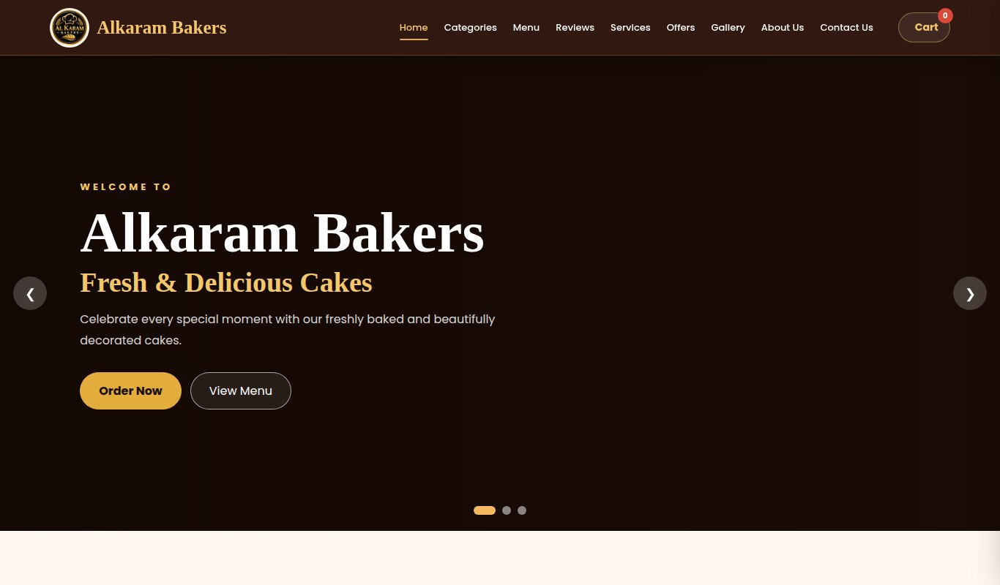 AL KARAM
BAKERS
Alkaram Bakers
Home
Categories
Menu
Reviews
Services
Offers
Gallery
About Us
Contact Us
Cart
0
WELCOME TO
Alkaram Bakers
Fresh & Delicious Cakes
Celebrate every special moment with our freshly baked and beautifully
decorated cakes.
Order Now
View Menu